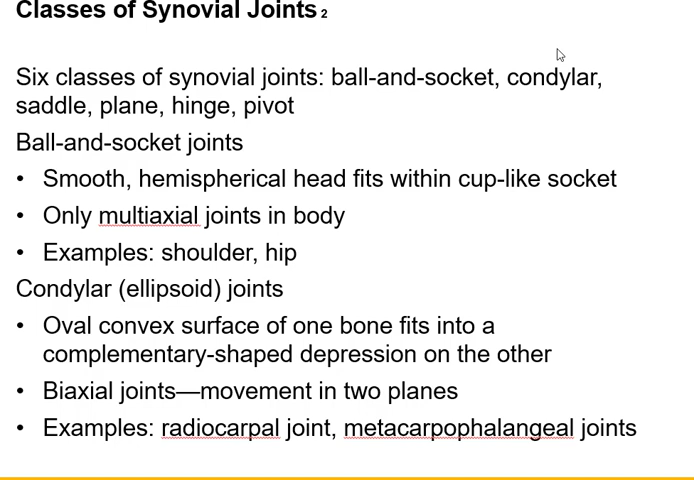 Classes of Synovial Joints 2
Six classes of synovial joints: ball-and-socket, condylar,
saddle, plane, hinge, pivot
Ball-and-socket joints
• Smooth, hemispherical head fits within cup-like socket
• Only multiaxial joints in body
• Examples: shoulder, hip
Condylar (ellipsoid) joints
• Oval convex surface of one bone fits into a
complementary-shaped depression on the other
• Biaxial joints—movement in two planes
• Examples: radiocarpal joint, metacarpophalangeal joints